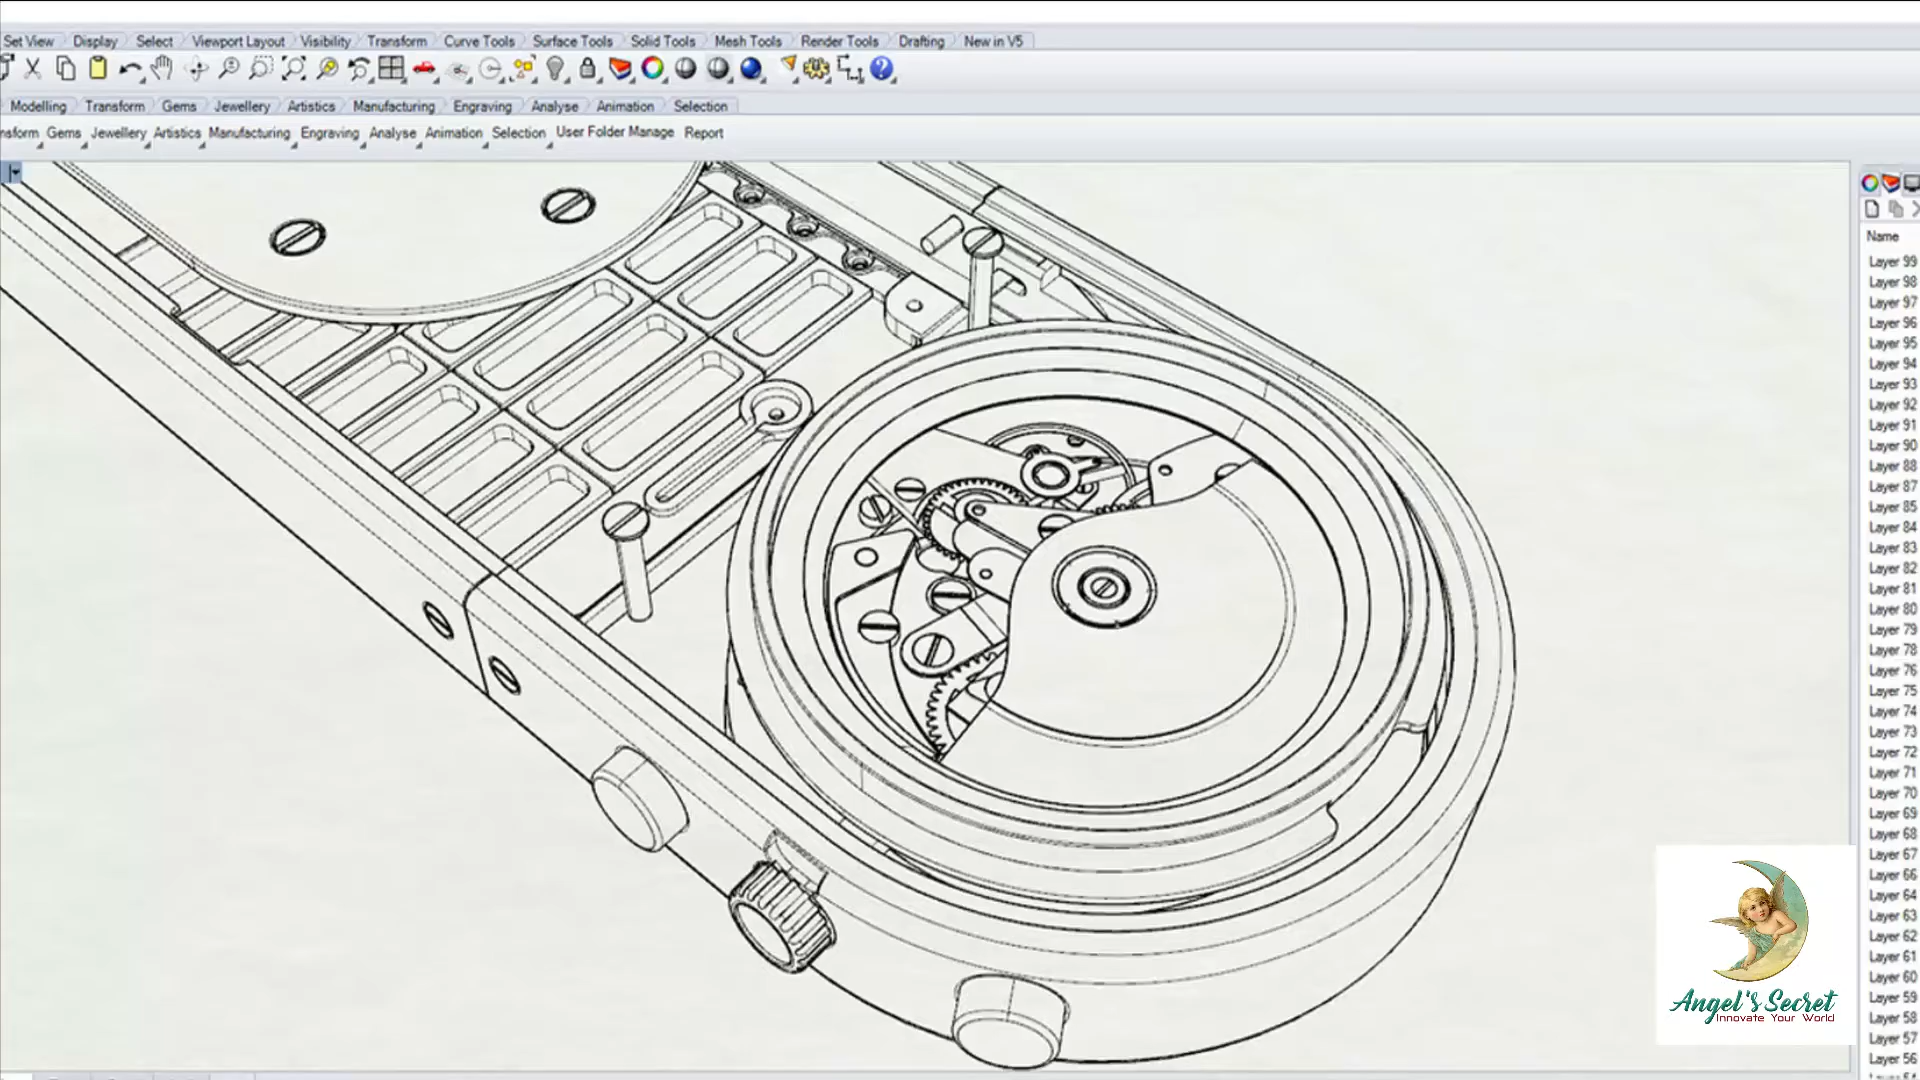 Set View Display Select Viewport Layout Visibility Transform Curve Tools Surface Tools Solid Tools Mesh Tools Render Tools Drafting New in V5
Modelling Transform Gems Jewellery Artistics Manufacturing Engraving Analyse Animation Selection
nsform Gems Jewellery Artistics Manufacturing Engraving Analyse Animation Selection User Folder Manage Report
Name
Layer 99
Layer 98
Layer 97
Layer 96
Layer 95
Layer 94
Layer 93
Layer 92
Layer 91
Layer 90
Layer 88
Layer 87
Layer 85
Layer 84
Layer 83
Layer 82
Layer 81
Layer 80
Layer 79
Layer 78
Layer 76
Layer 75
Layer 74
Layer 73
Layer 72
Layer 71
Layer 70
Layer 69
Layer 68
Layer 67
Layer 66
Layer 64
Layer 63
Layer 62
Layer 61
Layer 60
Layer 59
Layer 58
Layer 57
Layer 56
Angel's Secret
Innovate Your World